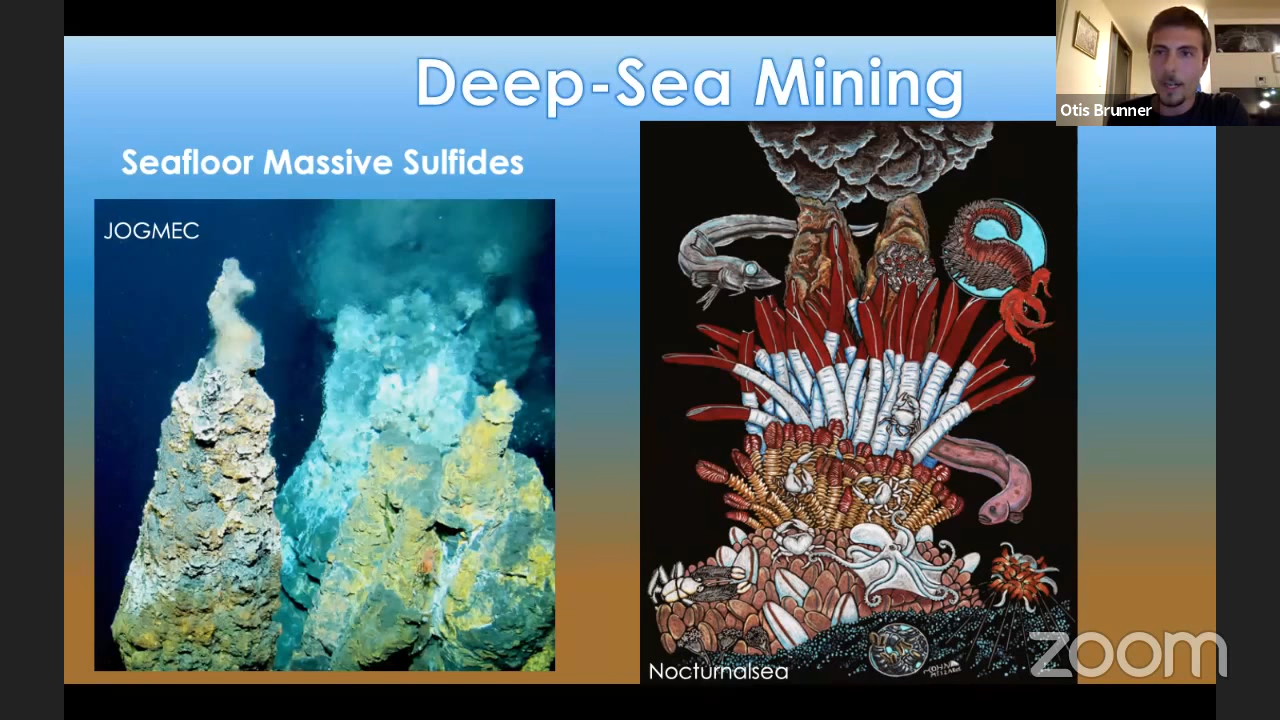 Deep-Sea Mining
Otis Brunner
Seafloor Massive Sulfides
JOGMEC
Nocturnalsea
zoom